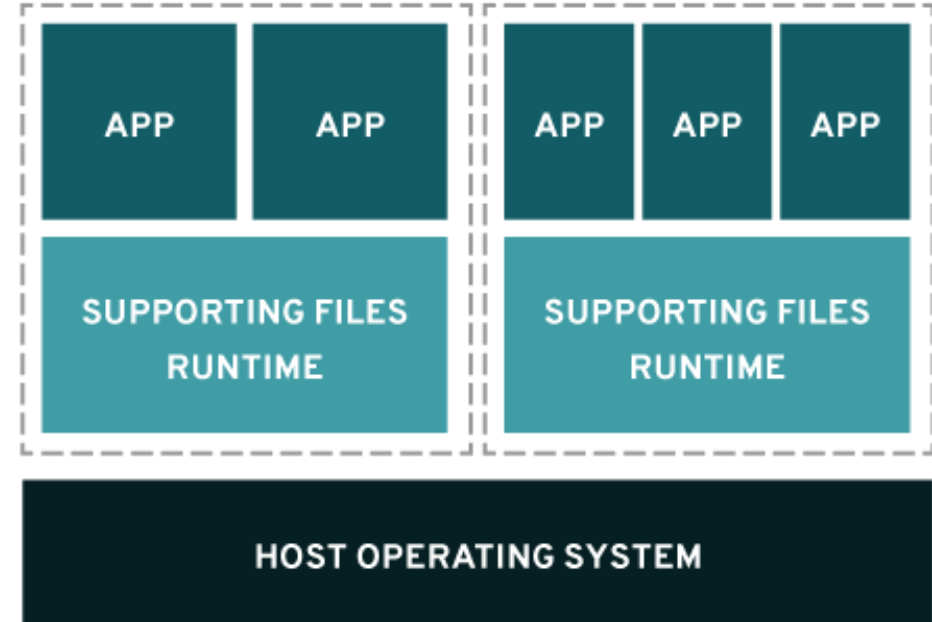 APP
APP
APP
APP
APP
SUPPORTING FILES
RUNTIME
SUPPORTING FILES
RUNTIME
HOST OPERATING SYSTEM